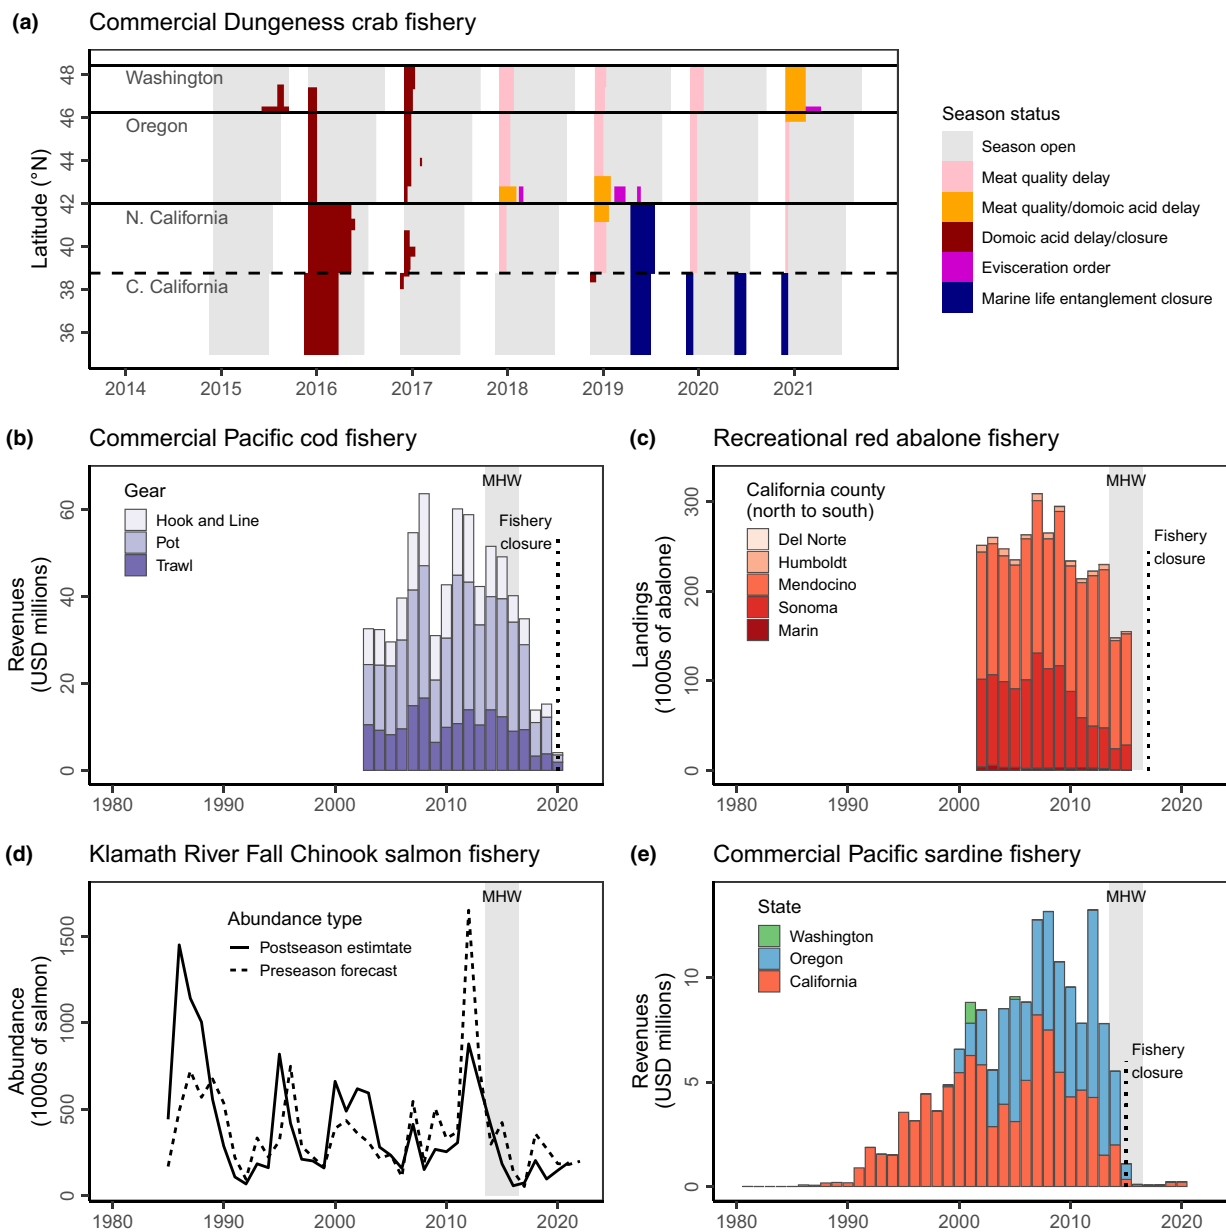 (a) Commercial Dungeness crab fishery
Latitude (°N)
48
46
44
42
40
38
36
Washington
Oregon
N. California
C. California
2014 2015 2016 2017 2018 2019 2020 2021
Season status
Season open
Meat quality delay
Meat quality/domoic acid delay
Domoic acid delay/closure
Evisceration order
Marine life entanglement closure
(b) Commercial Pacific cod fishery
Revenues
(USD millions)
60
40
20
0
Gear
Hook and Line
Pot
Trawl
MHW
Fishery
closure
1980 1990 2000 2010 2020
(c) Recreational red abalone fishery
Landings
(1000s of abalone)
300
200
100
0
California county
(north to south)
Del Norte
Humboldt
Mendocino
Sonoma
Marin
MHW
Fishery
closure
1980 1990 2000 2010 2020
(d) Klamath River Fall Chinook salmon fishery
Abundance
(1000s of salmon)
1500
1000
500
0
Abundance type
Postseason estimtate
Preseason forecast
MHW
1980 1990 2000 2010 2020
(e) Commercial Pacific sardine fishery
Revenues
(USD millions)
10
5
0
State
Washington
Oregon
California
MHW
Fishery
closure
1980 1990 2000 2010 2020